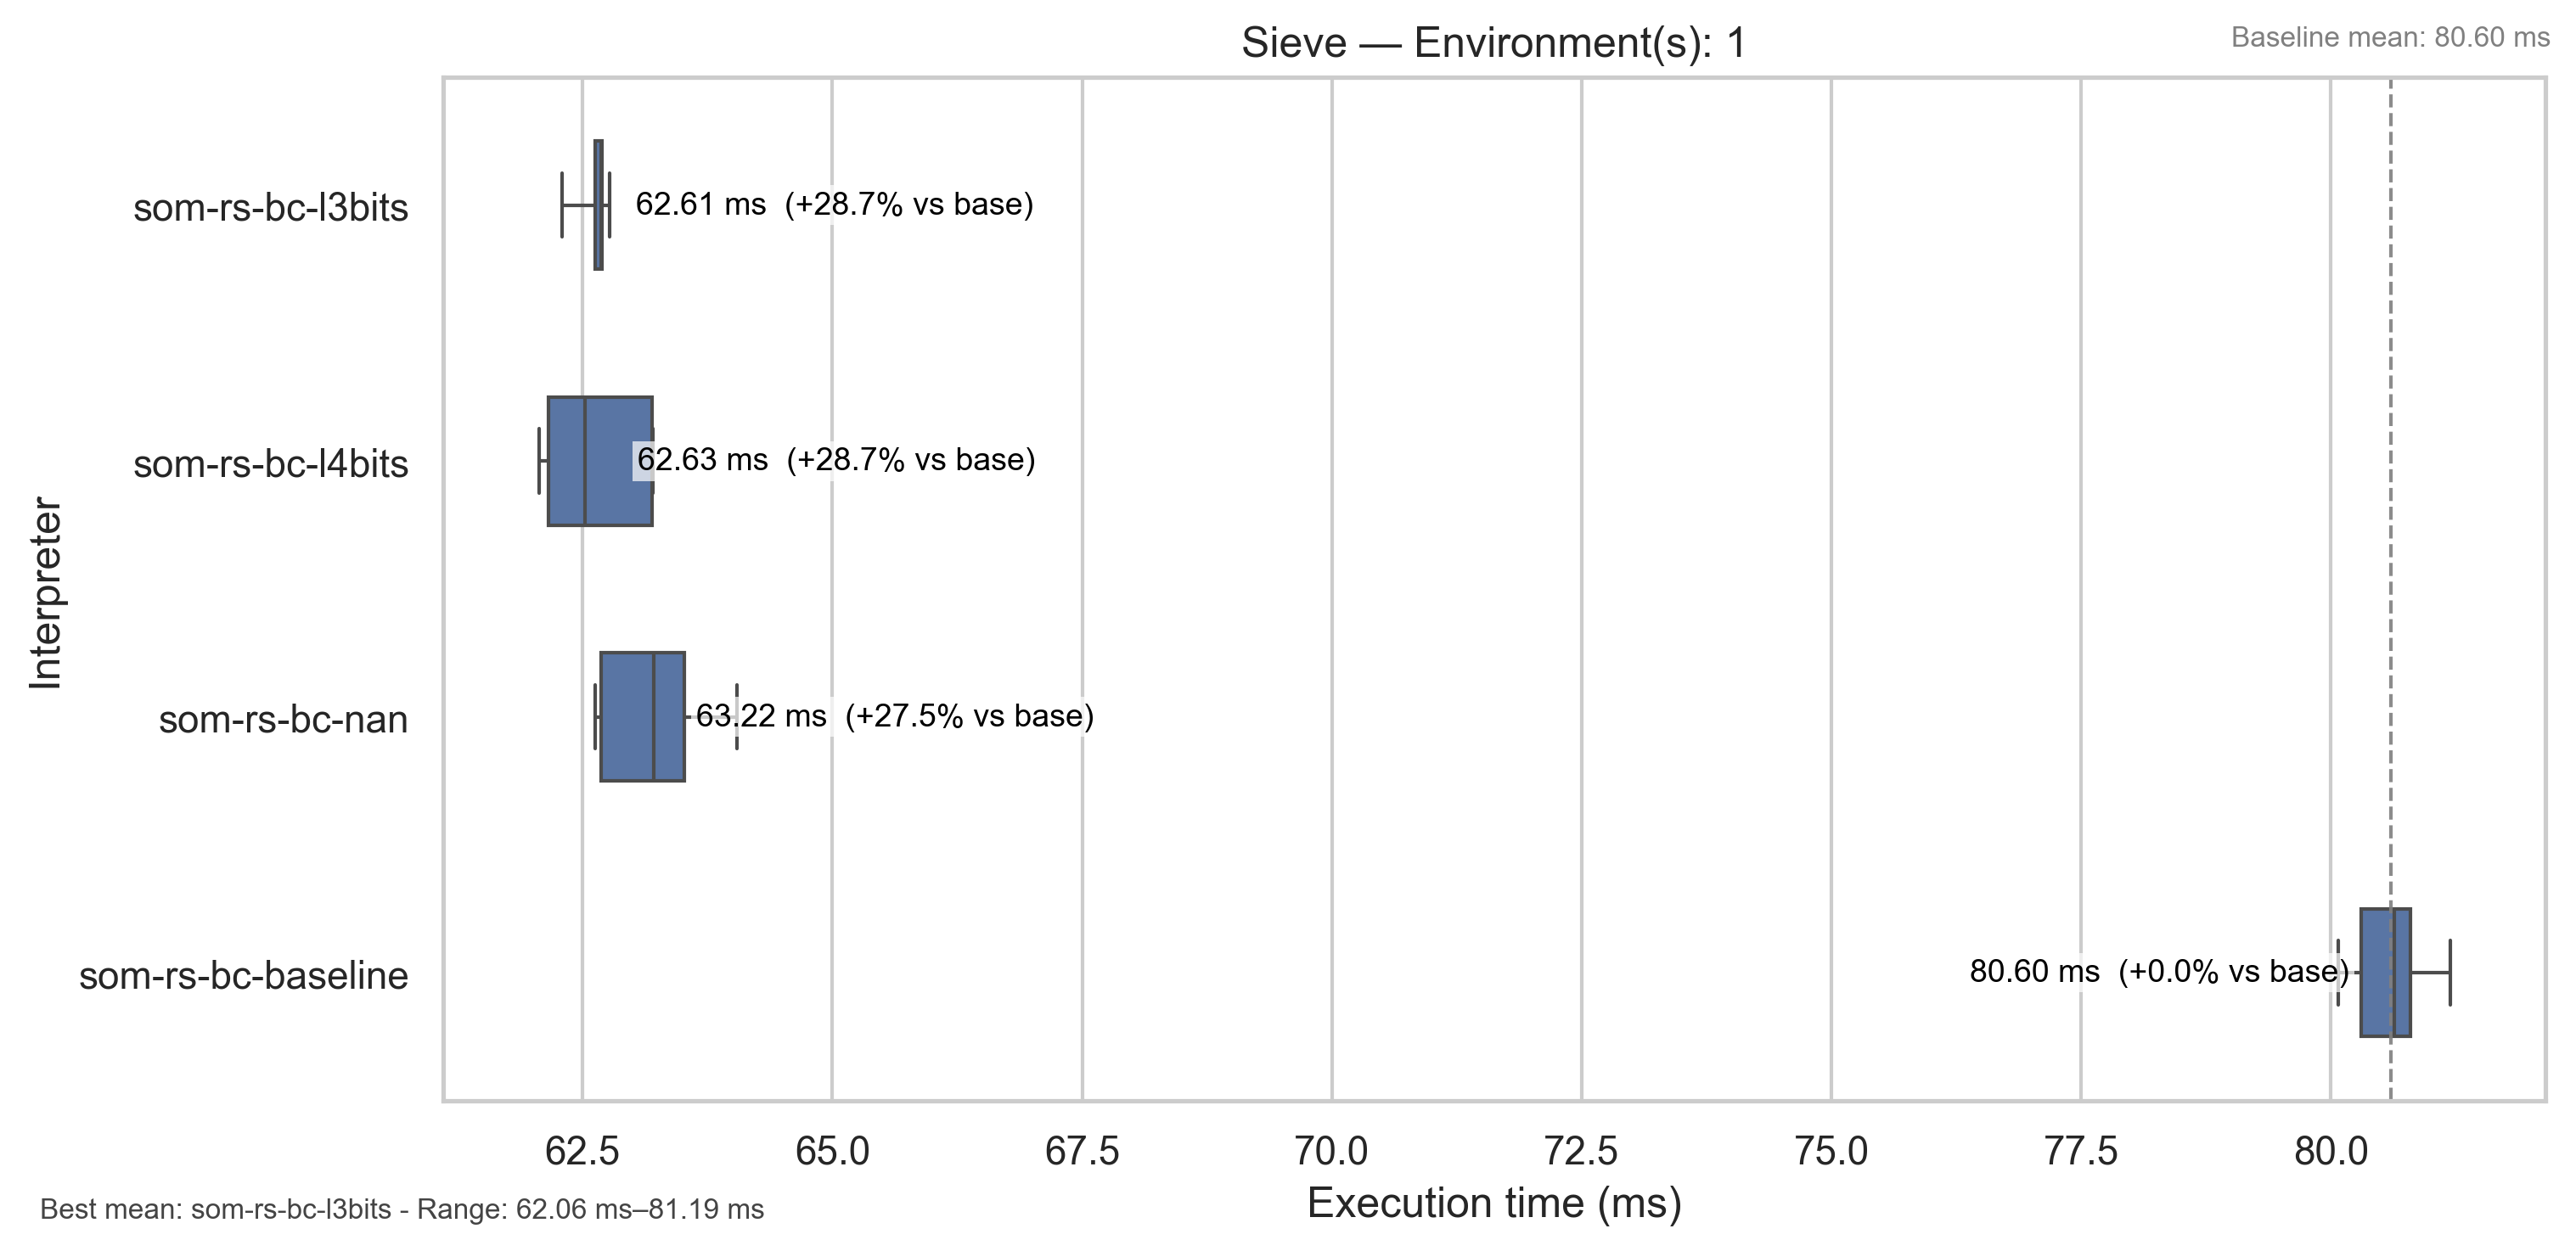 Sieve — Environment(s): 1
Baseline mean: 80.60 ms
Interpreter
som-rs-bc-l3bits
62.61 ms (+28.7% vs base)
som-rs-bc-l4bits
62.63 ms (+28.7% vs base)
som-rs-bc-nan
63.22 ms (+27.5% vs base)
som-rs-bc-baseline
80.60 ms (+0.0% vs base)
62.5 65.0 67.5 70.0 72.5 75.0 77.5 80.0
Execution time (ms)
Best mean: som-rs-bc-l3bits - Range: 62.06 ms–81.19 ms